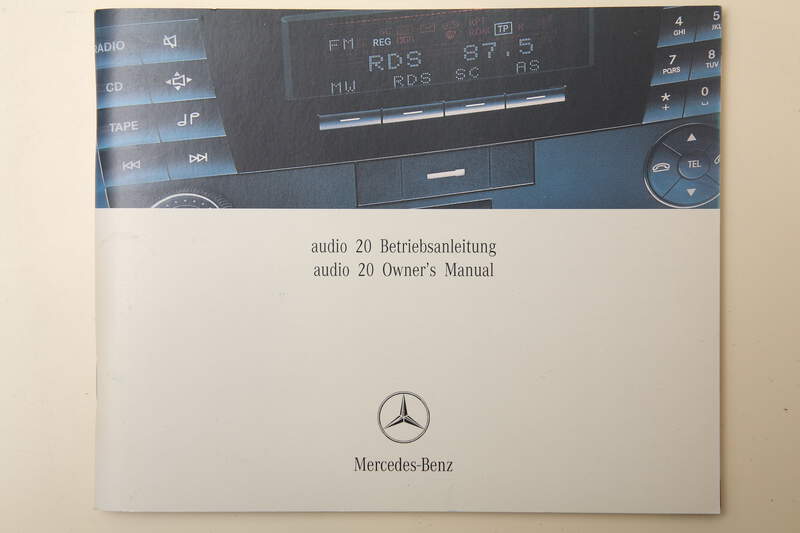 RADIO
CD
TAPE
FM
REG
TP
RDS 87.5
MW RDS SC AS
4
GHI
5
JKL
7
PQRS
8
TUV
*
+
0
TEL
audio 20 Betriebsanleitung
audio 20 Owner's Manual
Mercedes-Benz